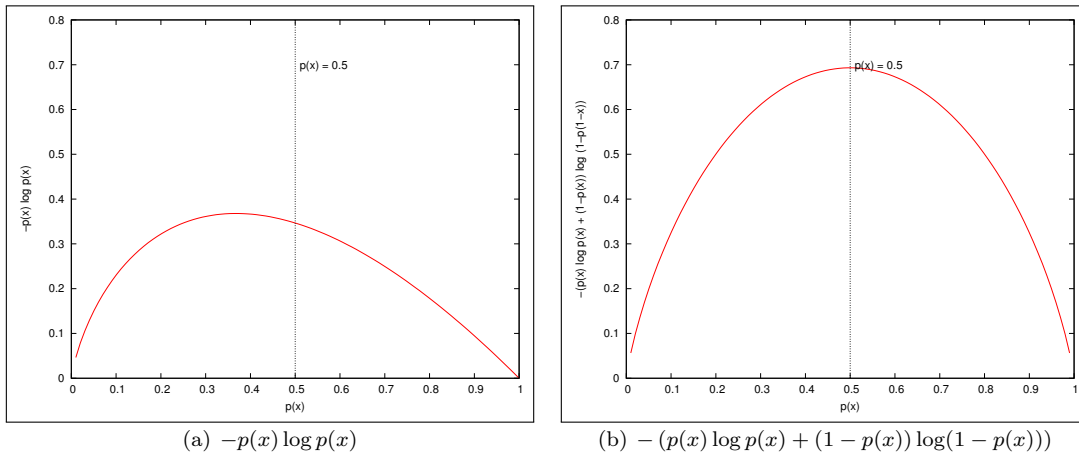 0.8
0.7
0.6
0.5
0.4
0.3
0.2
0.1
0
−p(x) log p(x)
p(x) = 0.5
0 0.1 0.2 0.3 0.4 0.5 0.6 0.7 0.8 0.9 1
p(x)
(a) −p(x) log p(x)
0.8
0.7
0.6
0.5
0.4
0.3
0.2
0.1
0
−(p(x) log p(x) + (1−p(x)) log (1−p(1−x))
p(x) = 0.5
0 0.1 0.2 0.3 0.4 0.5 0.6 0.7 0.8 0.9 1
p(x)
(b) − (p(x) log p(x) + (1 − p(x)) log(1 − p(x)))